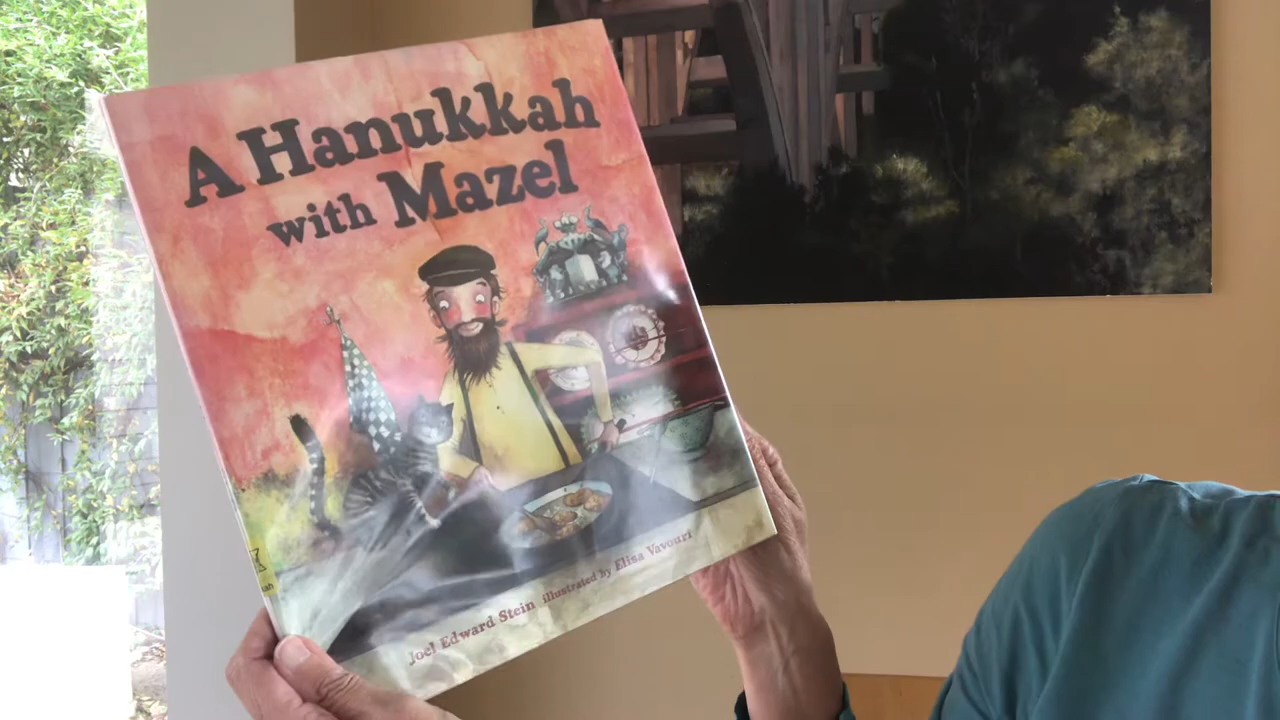 A Hanukkah
with Mazel
Joel Edward Stein illustrated by Elisa Vavouri